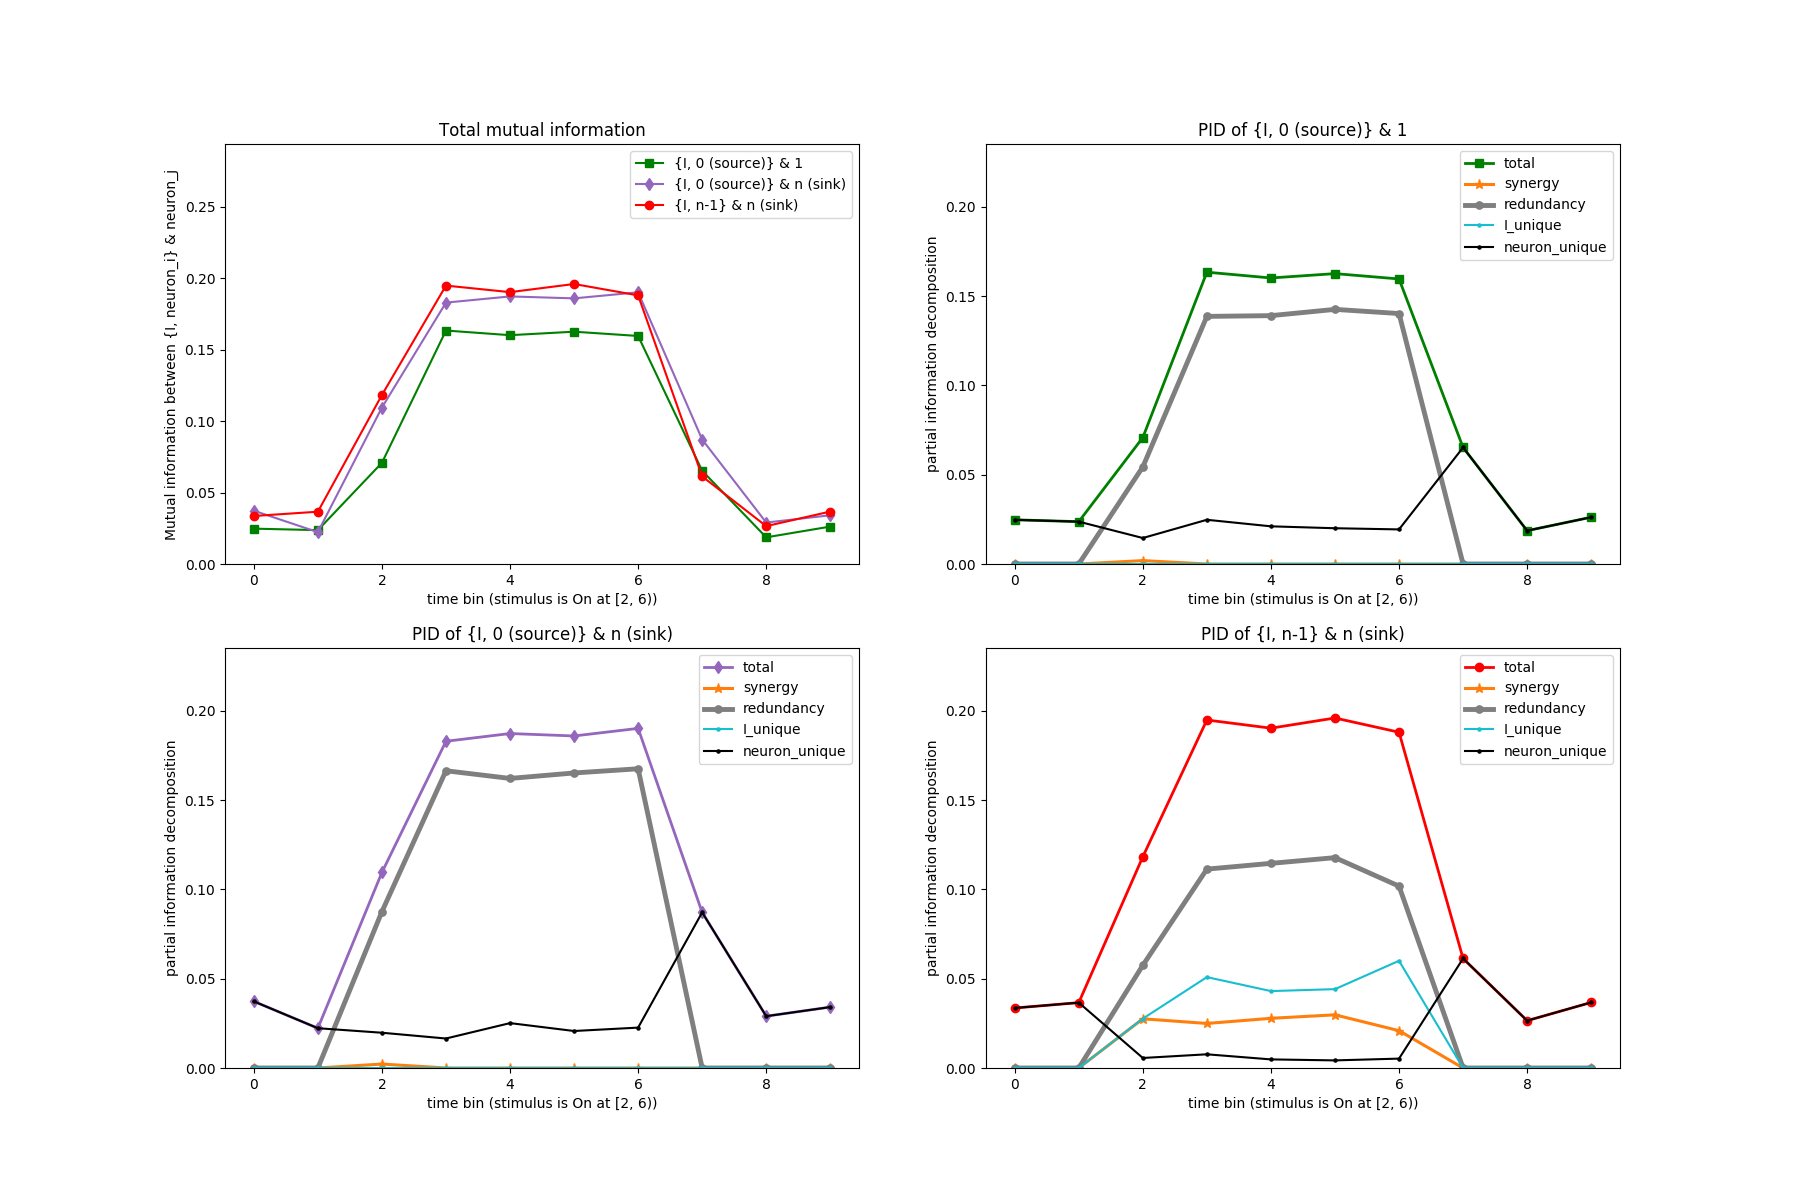 Total mutual information
Mutual information between {I, neuron_i} & neuron_j
0.25
0.20
0.15
0.10
0.05
0.00
{I, 0 (source)} & 1
{I, 0 (source)} & n (sink)
{I, n-1} & n (sink)
0 2 4 6 8
time bin (stimulus is On at [2, 6))
PID of {I, 0 (source)} & 1
partial information decomposition
0.20
0.15
0.10
0.05
0.00
total
synergy
redundancy
I_unique
neuron_unique
0 2 4 6 8
time bin (stimulus is On at [2, 6))
PID of {I, 0 (source)} & n (sink)
partial information decomposition
0.20
0.15
0.10
0.05
0.00
total
synergy
redundancy
I_unique
neuron_unique
0 2 4 6 8
time bin (stimulus is On at [2, 6))
PID of {I, n-1} & n (sink)
partial information decomposition
0.20
0.15
0.10
0.05
0.00
total
synergy
redundancy
I_unique
neuron_unique
0 2 4 6 8
time bin (stimulus is On at [2, 6))